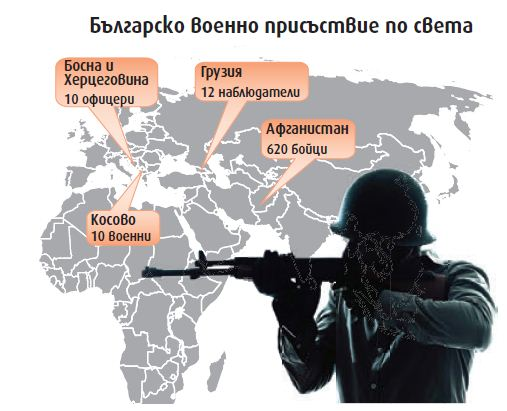 Българско военно присъствие по света
Босна и
Херцеговина
10 офицери
Грузия
12 наблюдатели
Афганистан
620 бойци
Косово
10 военни